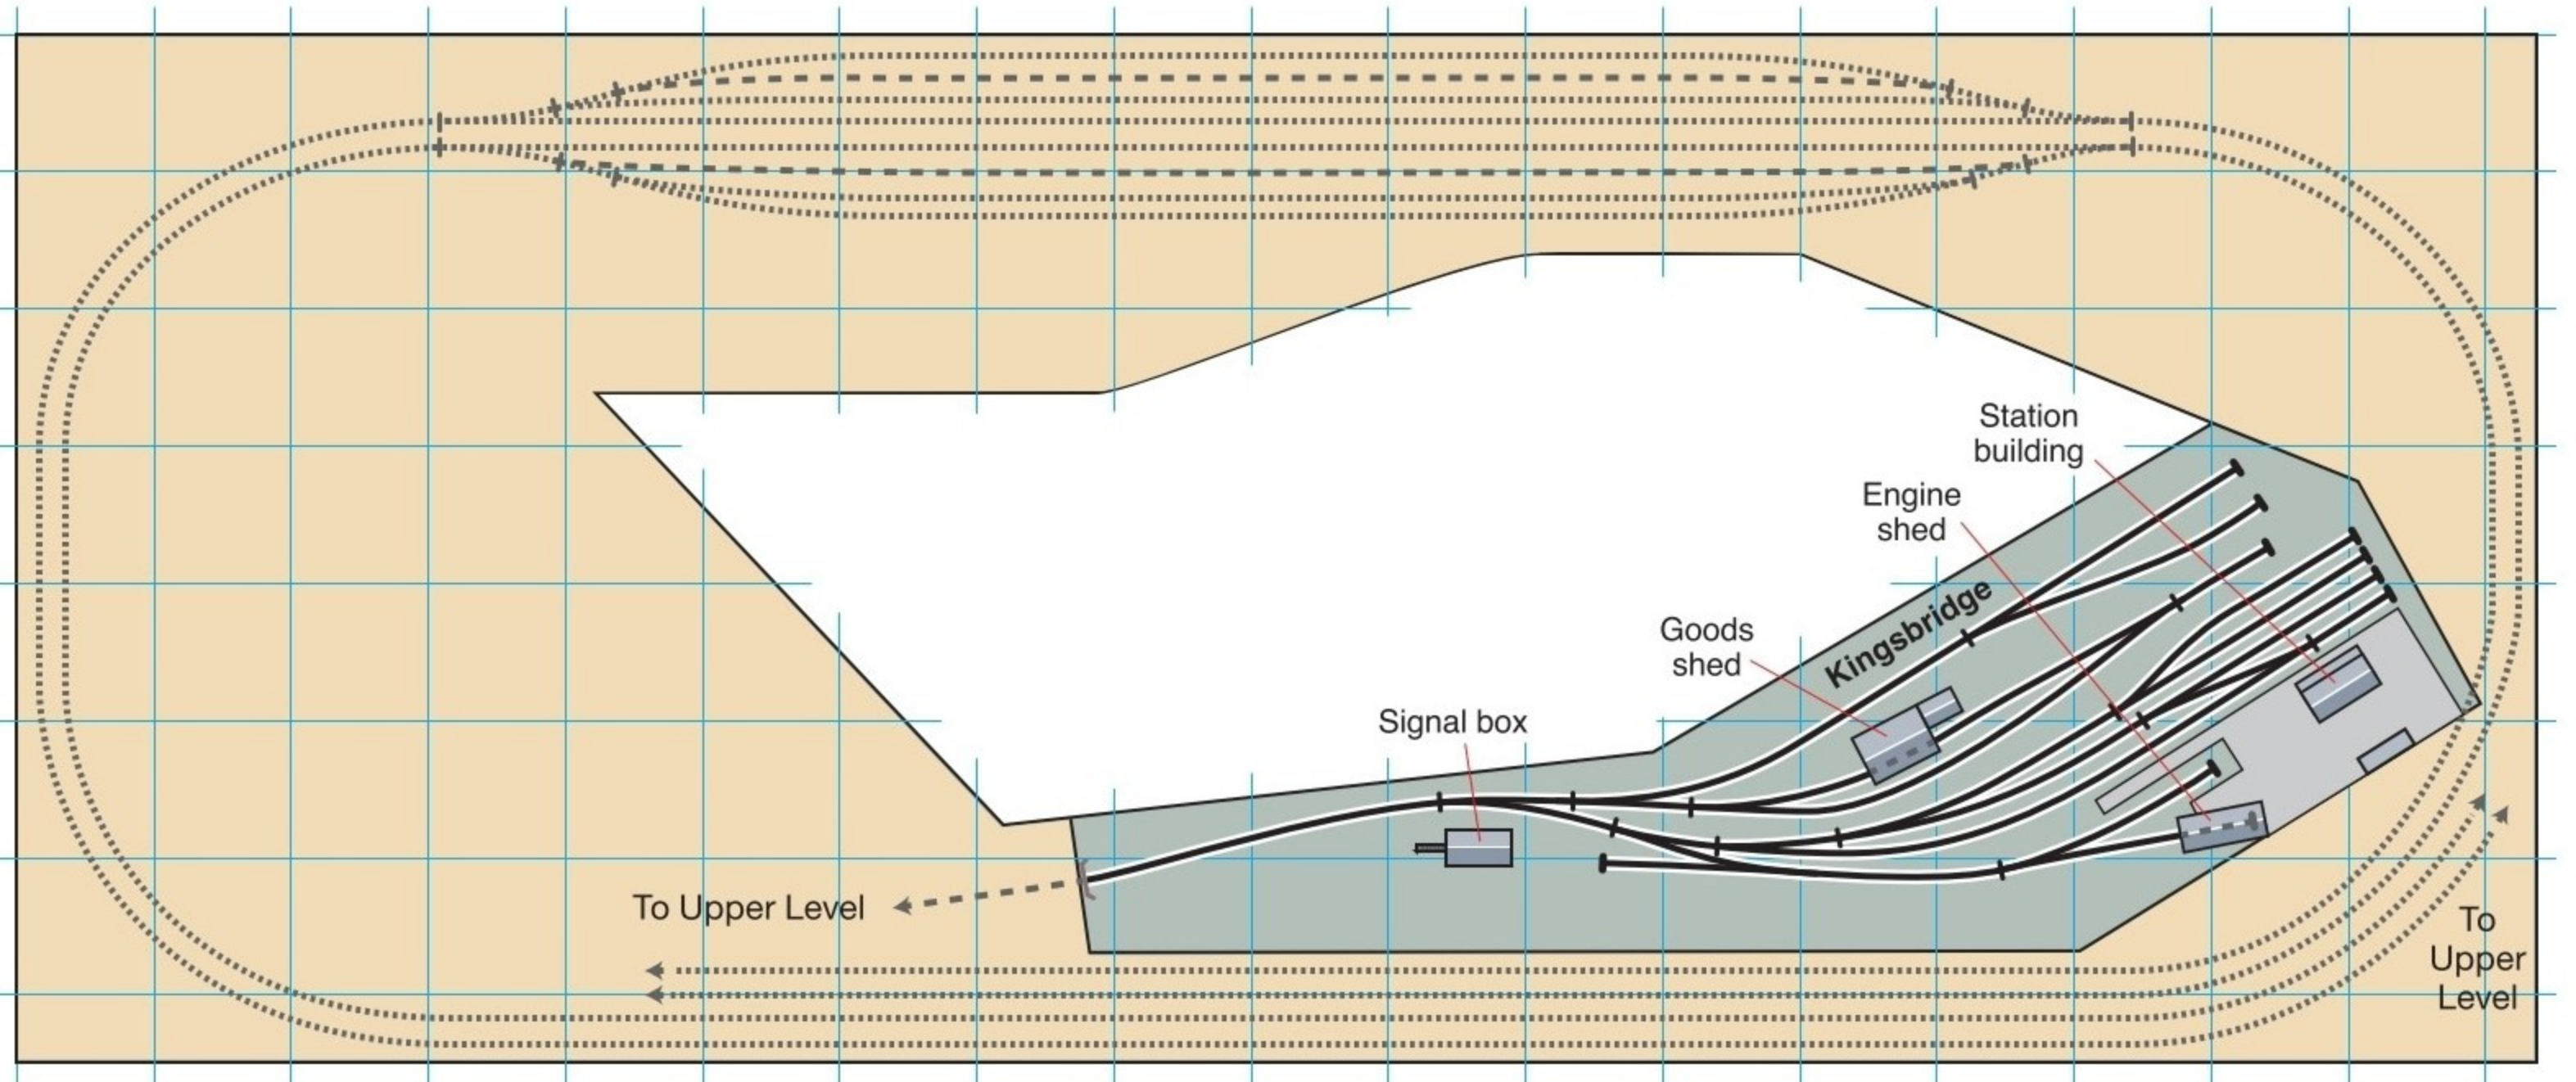 Station
building
Engine
shed
Kingsbridge
Goods
shed
Signal box
To Upper Level
To
Upper
Level